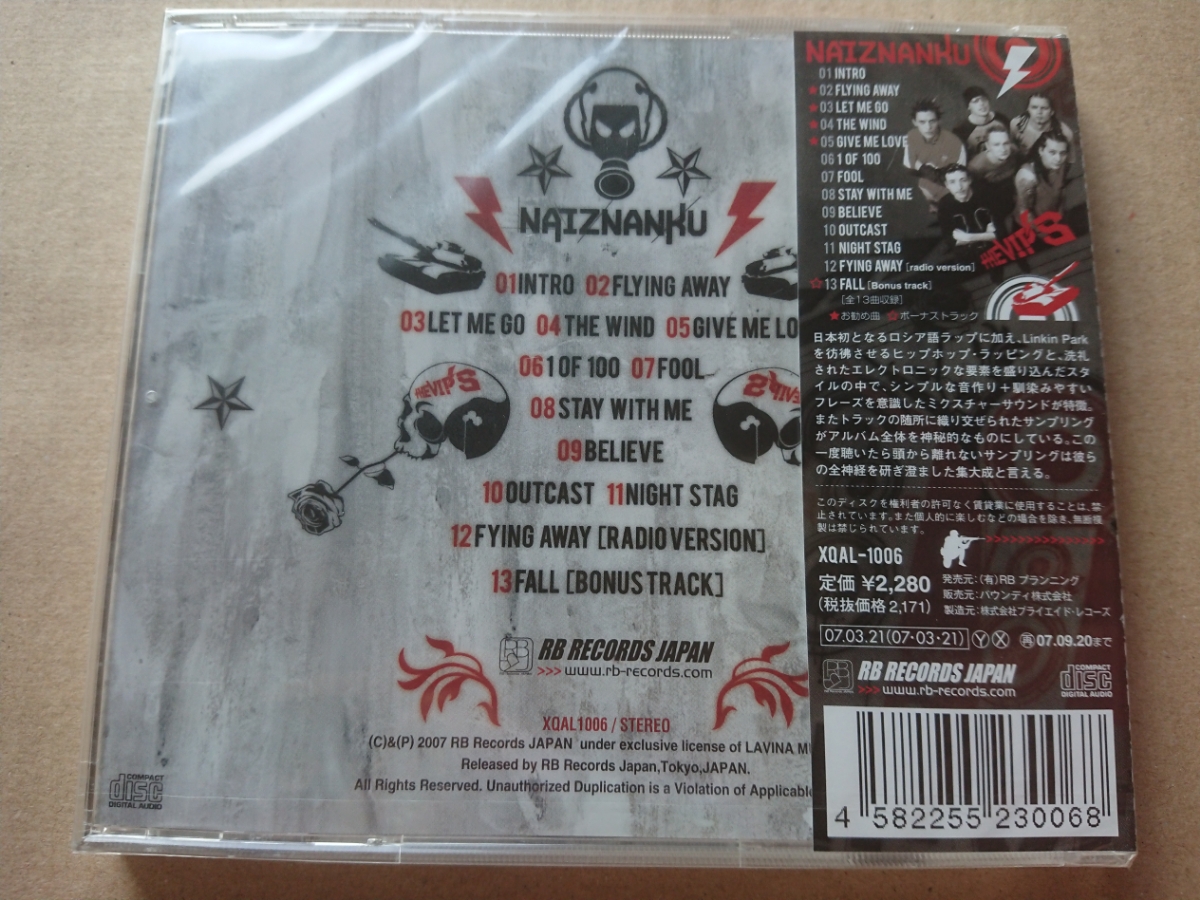 NAIZNANKU
01 INTRO 02 FLYING AWAY
03 LET ME GO 04 THE WIND 05 GIVE ME LO
06 1 OF 100 07 FOOL
THE VIP'S
THE VIP'S
08 STAY WITH ME
09 BELIEVE
10 OUTCAST 11 NIGHT STAG
12 FYING AWAY [RADIO VERSION]
13 FALL [BONUS TRACK]
RB RECORDS JAPAN
>>> www.rb-records.com
XQAL1006 / STEREO
(C)&(P) 2007 RB Records JAPAN under exclusive license of LAVINA M
Released by RB Records Japan,Tokyo,JAPAN.
All Rights Reserved. Unauthorized Duplication is a Violation of Applicable
COMPACT
disc
DIGITAL AUDIO
NAIZNANKU
01 INTRO
★02 FLYING AWAY
★03 LET ME GO
★04 THE WIND
★05 GIVE ME LOVE
06 1 OF 100
07 FOOL
08 STAY WITH ME
09 BELIEVE
10 OUTCAST
11 NIGHT STAG
12 FYING AWAY [radio version]
☆13 FALL [Bonus track]
[全13曲収録]
★お勧め曲 ☆ボーナストラック
THE VIP'S
日本初となるロシア語ラップに加え、Linkin Park
を彷彿させるヒップホップ・ラッピングと、洗礼
されたエレクトロニックな要素を盛り込んだスタ
イルの中で、シンプルな音作り+馴染みやすい
フレーズを意識したミクスチャーサウンドが特徴。
またトラックの随所に織り交ぜられたサンプリング
がアルバム全体を神秘的なものにしている。この
一度聴いたら頭から離れないサンプリングは彼ら
の全神経を研ぎ澄ました集大成と言える。
このディスクを権利者の許可なく賃貸業に使用することは、禁
止されています。また個人的に楽しむなどの場合を除き、無断複
製は禁じられています。
XQAL-1006
定価 ¥2,280
(税抜価格 2,171)
発売元:(有)RB プランニング
販売元:バウンディ株式会社
製造元:株式会社プライエイド・レコーズ
07.03.21(07・03・21) Ⓨ Ⓧ ㊢07.09.20まで
RB RECORDS JAPAN
>>> www.rb-records.com
COMPACT
disc
DIGITAL AUDIO
4 582255 230068